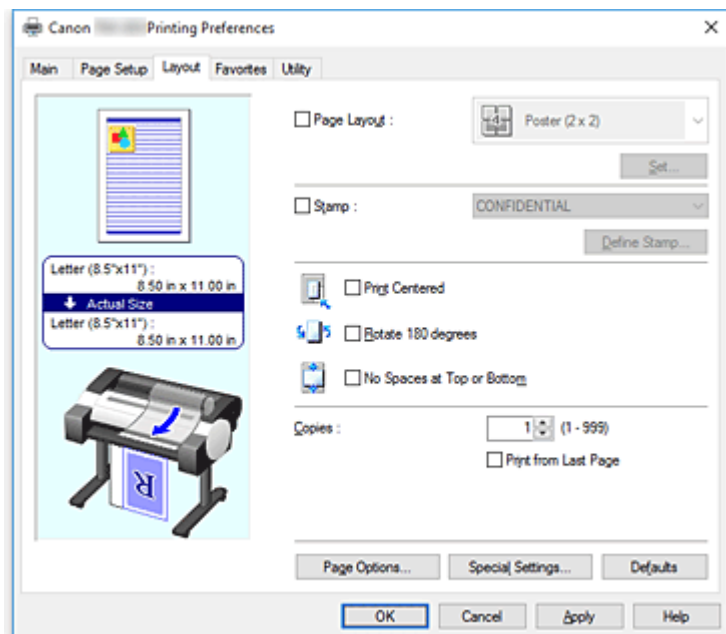 Canon Printing Preferences
Main Page Setup Layout Favorites Utility
Page Layout : 4 Poster (2 x 2)
Set...
Stamp : CONFIDENTIAL
Define Stamp...
Letter (8.5"x11") :
8.50 in x 11.00 in
Actual Size
Letter (8.5"x11") :
8.50 in x 11.00 in
Print Centered
Rotate 180 degrees
No Spaces at Top or Bottom
Copies : 1 (1 - 999)
Print from Last Page
R
Page Options... Special Settings... Defaults
OK Cancel Apply Help